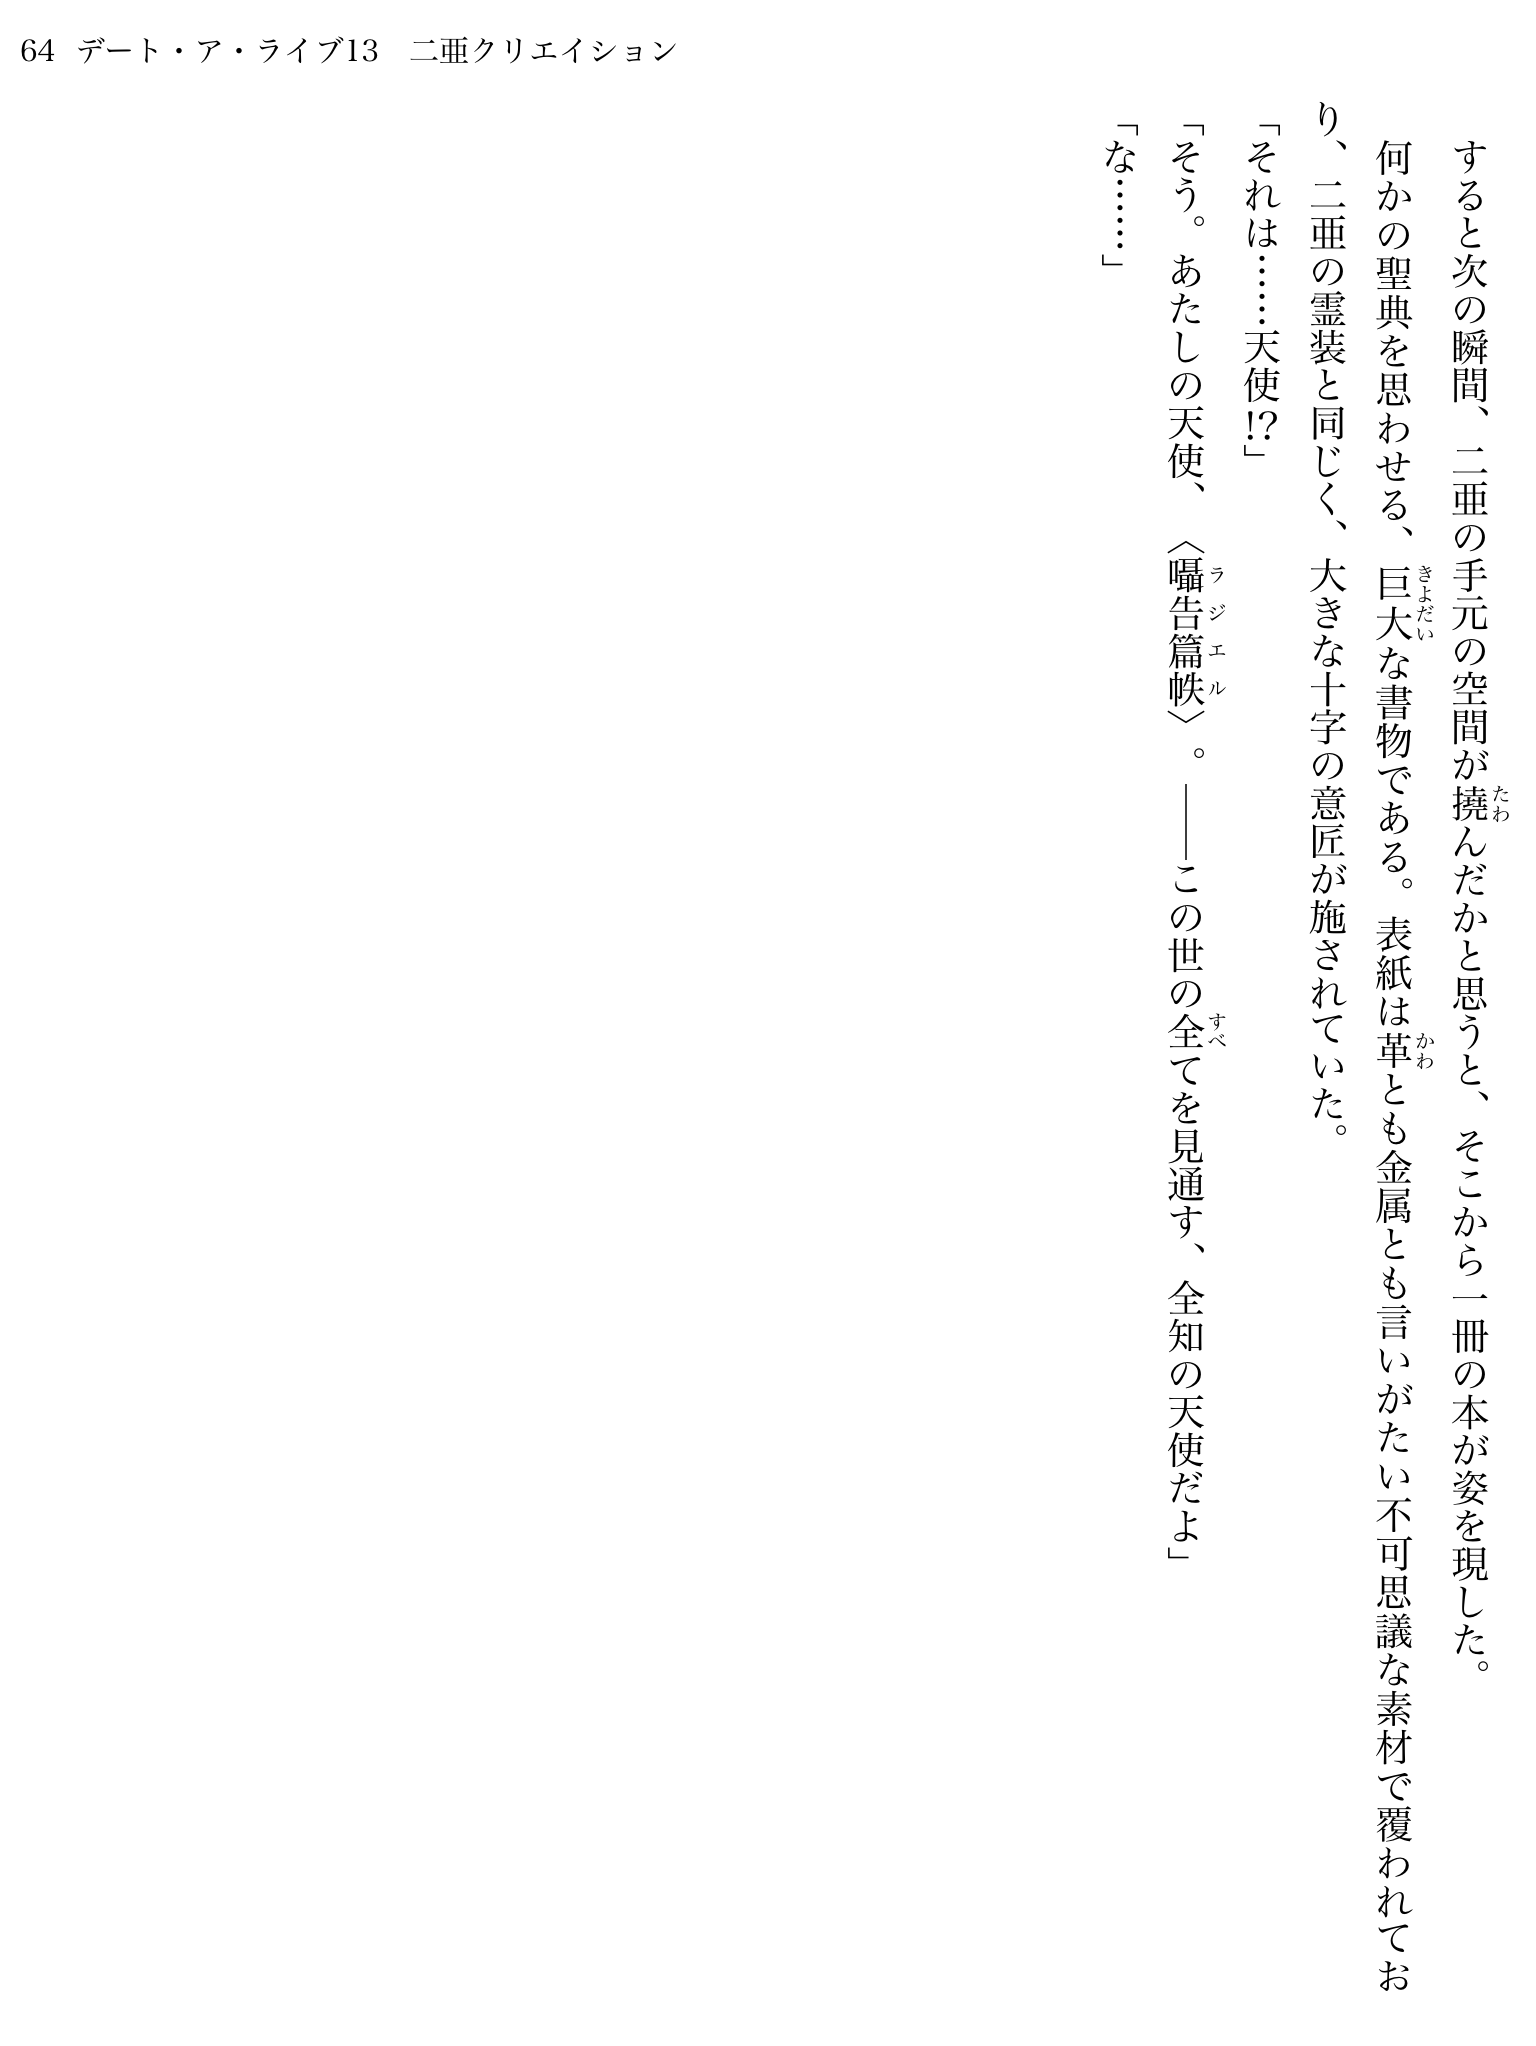 64 デート・ア・ライブ13　二亜クリエイション
　すると次の瞬間、二亜の手元の空間が撓んだかと思うと、そこから一冊の本が姿を現した。
　何かの聖典を思わせる、巨大な書物である。表紙は革とも金属とも言いがたい不可思議な素材で覆われてお
り、二亜の霊装と同じく、大きな十字の意匠が施されていた。
「それは……天使!?」
「そう。あたしの天使、〈囁告篇帙〉。――この世の全てを見通す、全知の天使だよ」
「な……」
たわ
きよだい
かわ
ラジエル
すべ